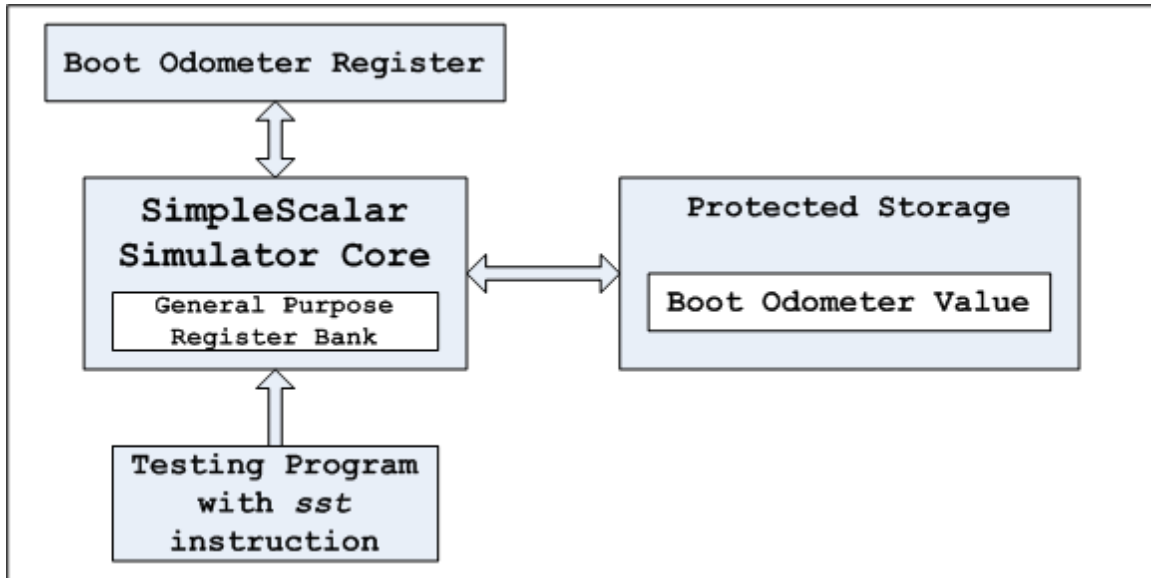 Boot Odometer Register
SimpleScalar
Simulator Core
General Purpose
Register Bank
Protected Storage
Boot Odometer Value
Testing Program
with sst
instruction